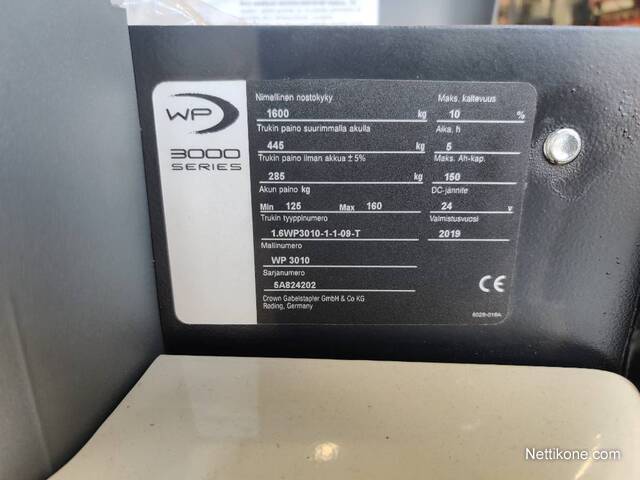 WP
3000
SERIES
Nimellinen nostokyky Maks. kaltevuus
1600 kg 10 %
Trukin paino suurimmalla akulla Aika, h
445 kg 5
Trukin paino ilman akkua ± 5% Maks. Ah-kap.
285 kg 150
Akun paino kg DC-jännite
Min 125 Max 160 24 v
Trukin tyyppinumero Valmistusvuosi
1.6WP3010-1-1-09-T 2019
Mallinumero
WP 3010
Sarjanumero
5A824202
Crown Gabelstapler GmbH & Co KG
Roding, Germany
CE
Nettikone.com